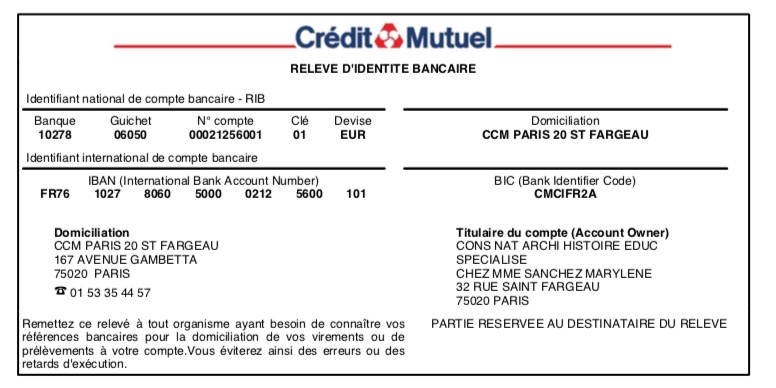 Crédit Mutuel
RELEVE D'IDENTITE BANCAIRE
Identifiant national de compte bancaire - RIB
Banque Guichet N° compte Clé Devise Domiciliation
10278 06050 00021256001 01 EUR CCM PARIS 20 ST FARGEAU
Identifiant international de compte bancaire
IBAN (International Bank Account Number) BIC (Bank Identifier Code)
FR76 1027 8060 5000 0212 5600 101 CMCIFR2A
Domiciliation
CCM PARIS 20 ST FARGEAU
167 AVENUE GAMBETTA
75020 PARIS
☎ 01 53 35 44 57
Titulaire du compte (Account Owner)
CONS NAT ARCHI HISTOIRE EDUC
SPECIALISE
CHEZ MME SANCHEZ MARYLENE
32 RUE SAINT FARGEAU
75020 PARIS
Remettez ce relevé à tout organisme ayant besoin de connaître vos
références bancaires pour la domiciliation de vos virements ou de
prélèvements à votre compte.Vous éviterez ainsi des erreurs ou des
retards d'exécution.
PARTIE RESERVEE AU DESTINATAIRE DU RELEVE